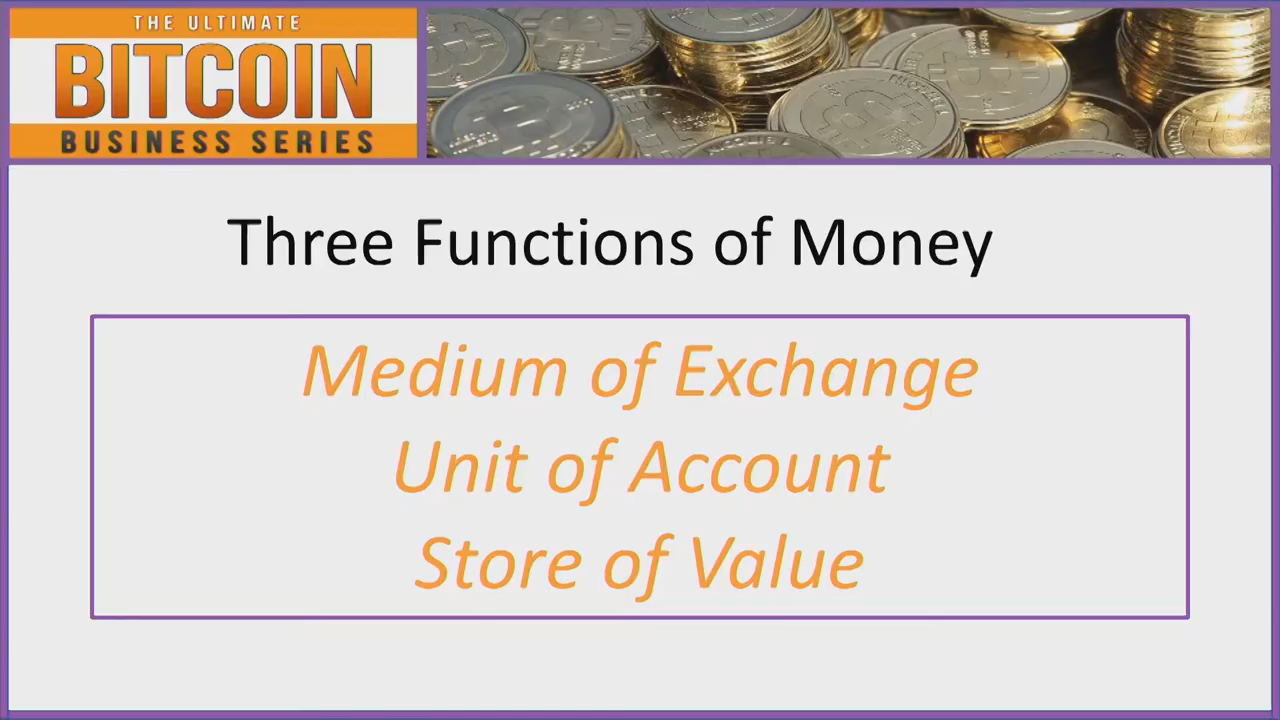 THE ULTIMATE
BITCOIN
BUSINESS SERIES
Three Functions of Money
Medium of Exchange
Unit of Account
Store of Value